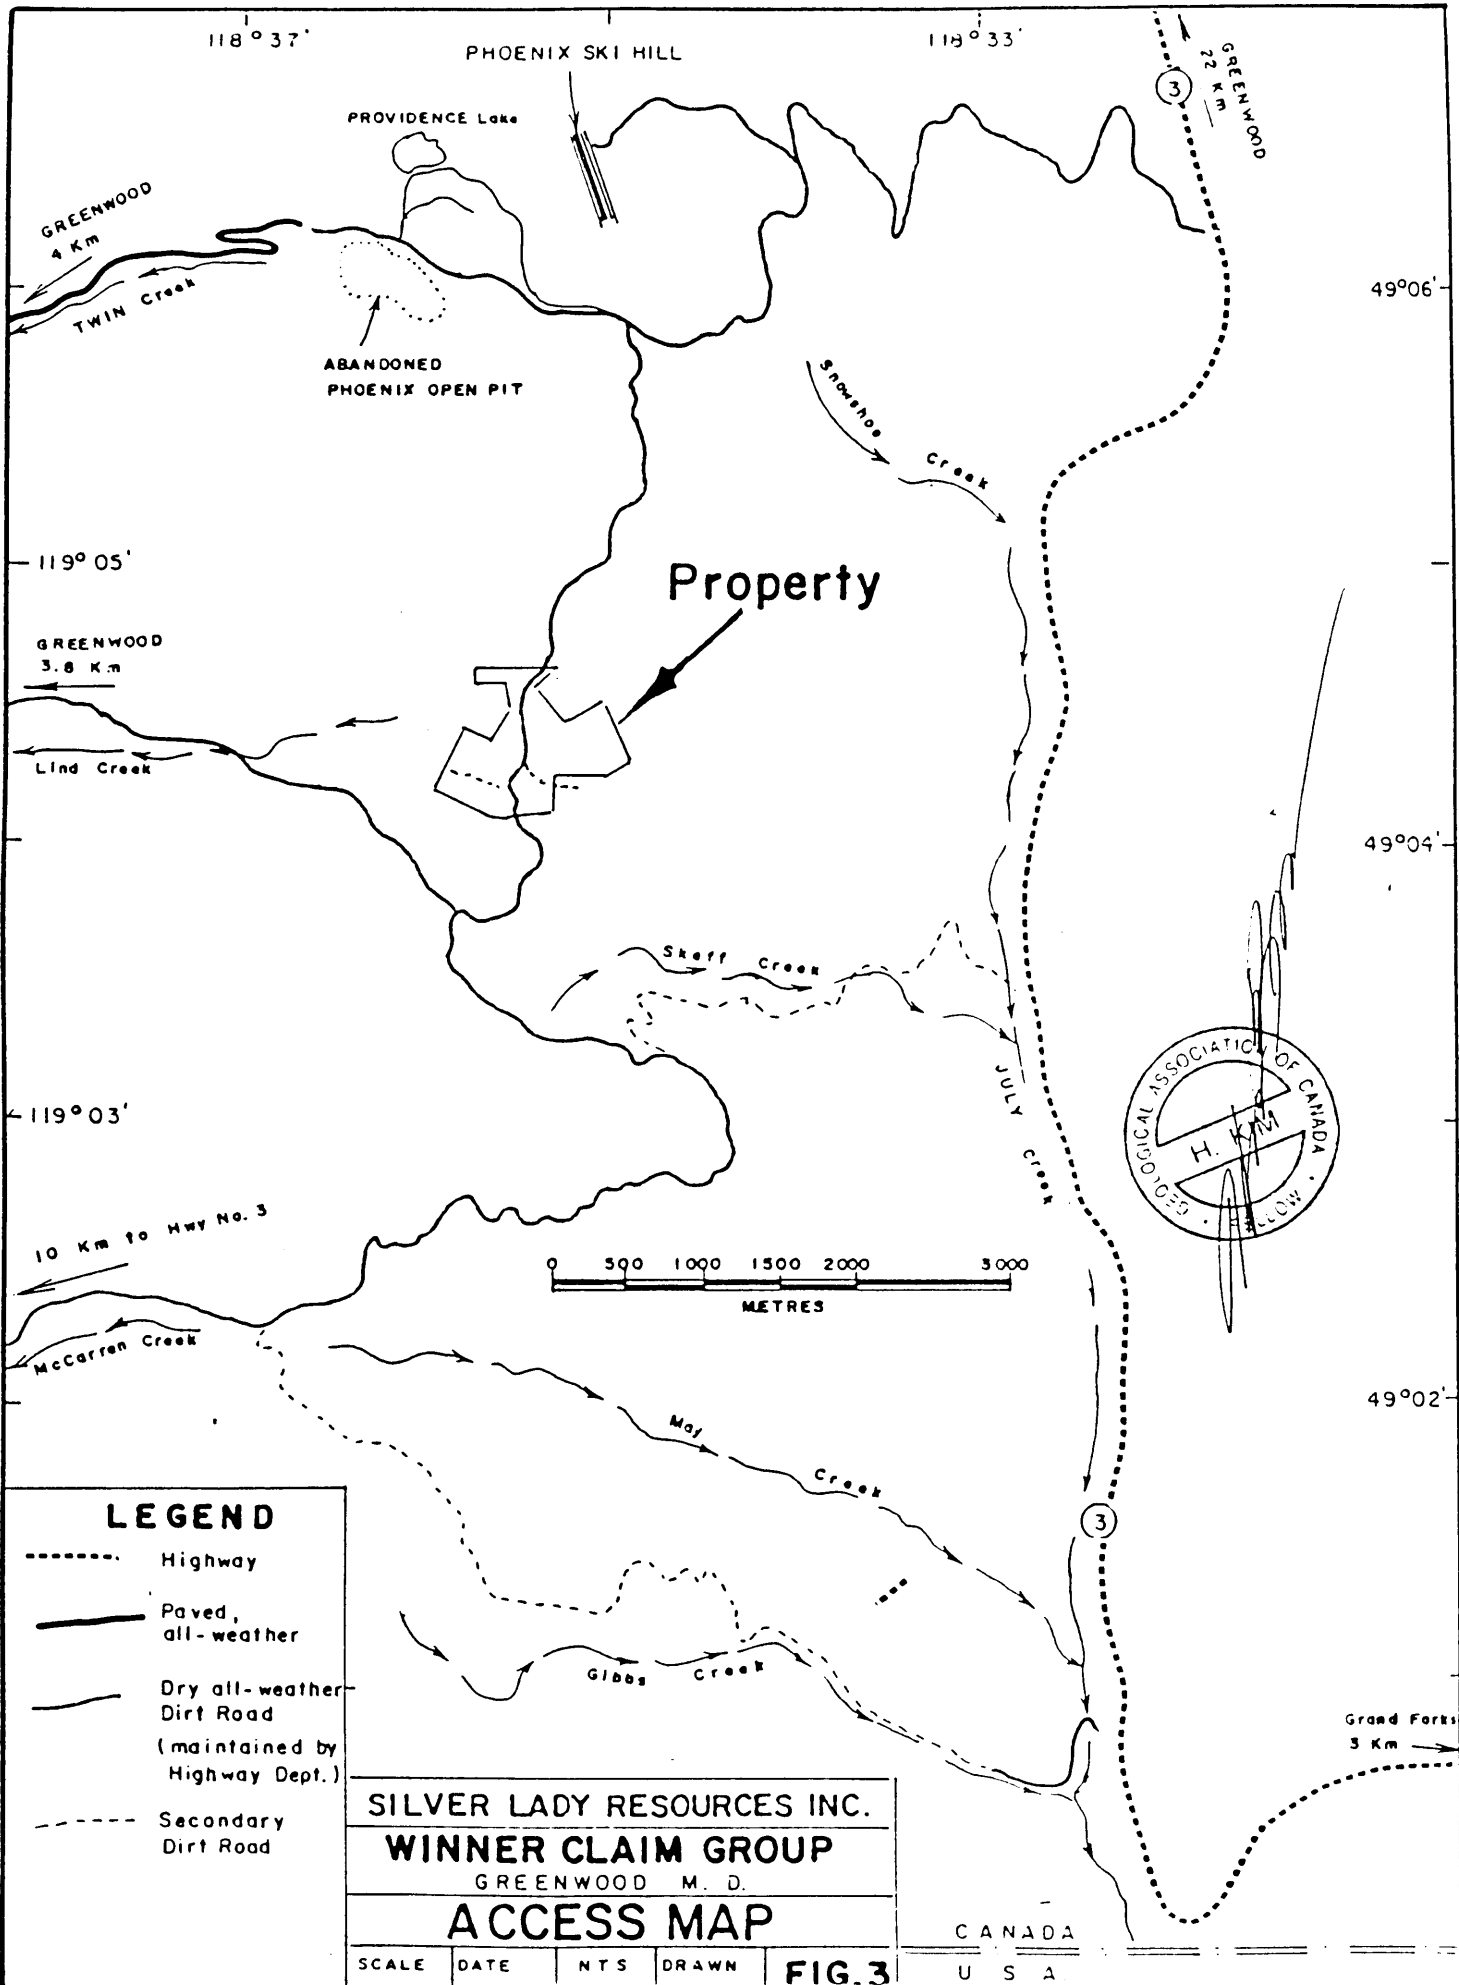 118°37'
118°33'
PHOENIX SKI HILL
3
GREENWOOD
22 Km
PROVIDENCE Lake
GREENWOOD
4 Km
TWIN Creek
49°06'
ABANDONED
PHOENIX OPEN PIT
Snowshoe Creek
119°05'
Property
GREENWOOD
3.8 Km
Lind Creek
49°04'
Skeff Creek
JULY Creek
GEOLOGICAL ASSOCIATION OF CANADA
H. KIM
FELLOW
119°03'
10 Km to Hwy No. 3
0 500 1000 1500 2000 3000
METRES
McCarren Creek
49°02'
May Creek
3
LEGEND
Highway
Paved,
all-weather
Dry all-weather
Dirt Road
(maintained by
Highway Dept.)
Secondary
Dirt Road
Gibbs Creek
Grand Forks
3 Km
SILVER LADY RESOURCES INC.
WINNER CLAIM GROUP
GREENWOOD M. D.
ACCESS MAP
SCALE DATE NTS DRAWN FIG. 3
CANADA
U S A